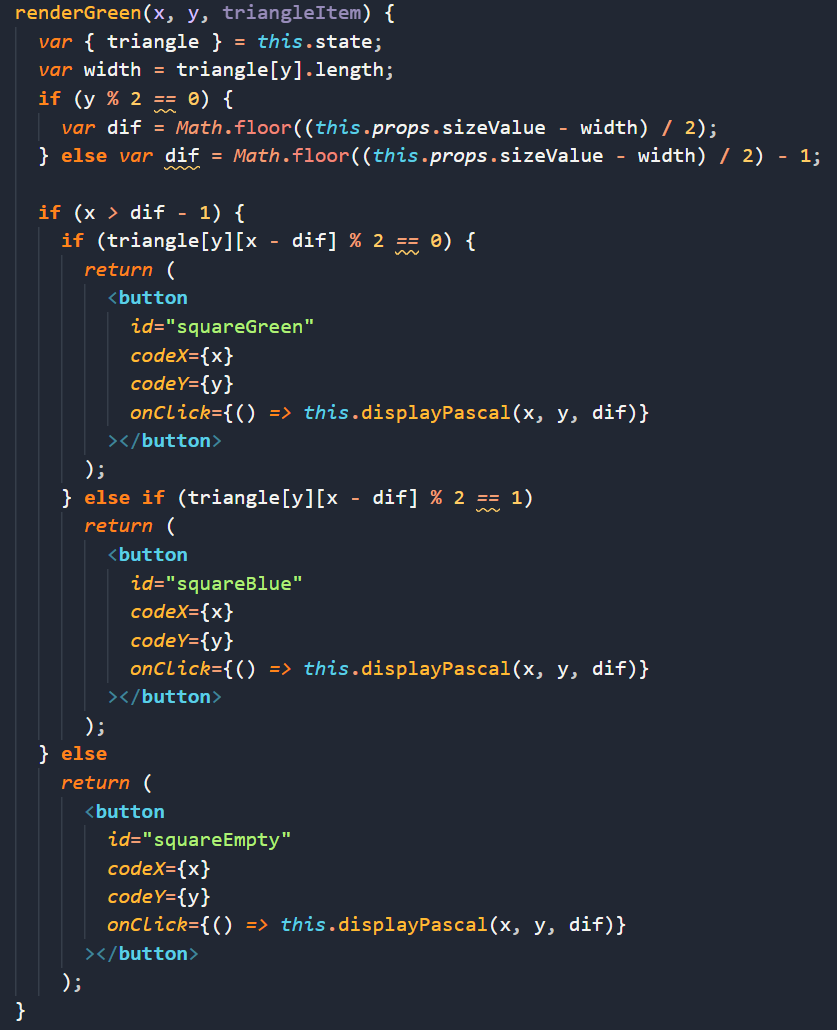 renderGreen(x, y, triangleItem) {
  var { triangle } = this.state;
  var width = triangle[y].length;
  if (y % 2 == 0) {
    var dif = Math.floor((this.props.sizeValue - width) / 2);
  } else var dif = Math.floor((this.props.sizeValue - width) / 2) - 1;

  if (x > dif - 1) {
    if (triangle[y][x - dif] % 2 == 0) {
      return (
        <button
          id="squareGreen"
          codeX={x}
          codeY={y}
          onClick={() => this.displayPascal(x, y, dif)}
        ></button>
      );
    } else if (triangle[y][x - dif] % 2 == 1)
      return (
        <button
          id="squareBlue"
          codeX={x}
          codeY={y}
          onClick={() => this.displayPascal(x, y, dif)}
        ></button>
      );
  } else
    return (
      <button
        id="squareEmpty"
        codeX={x}
        codeY={y}
        onClick={() => this.displayPascal(x, y, dif)}
      ></button>
    );
}